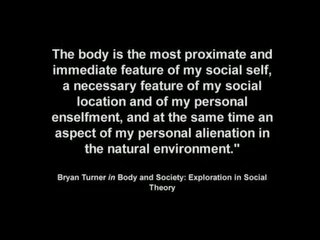 The body is the most proximate and
immediate feature of my social self,
a necessary feature of my social
location and of my personal
enselfment, and at the same time an
aspect of my personal alienation in
the natural environment."
Bryan Turner in Body and Society: Exploration in Social
Theory